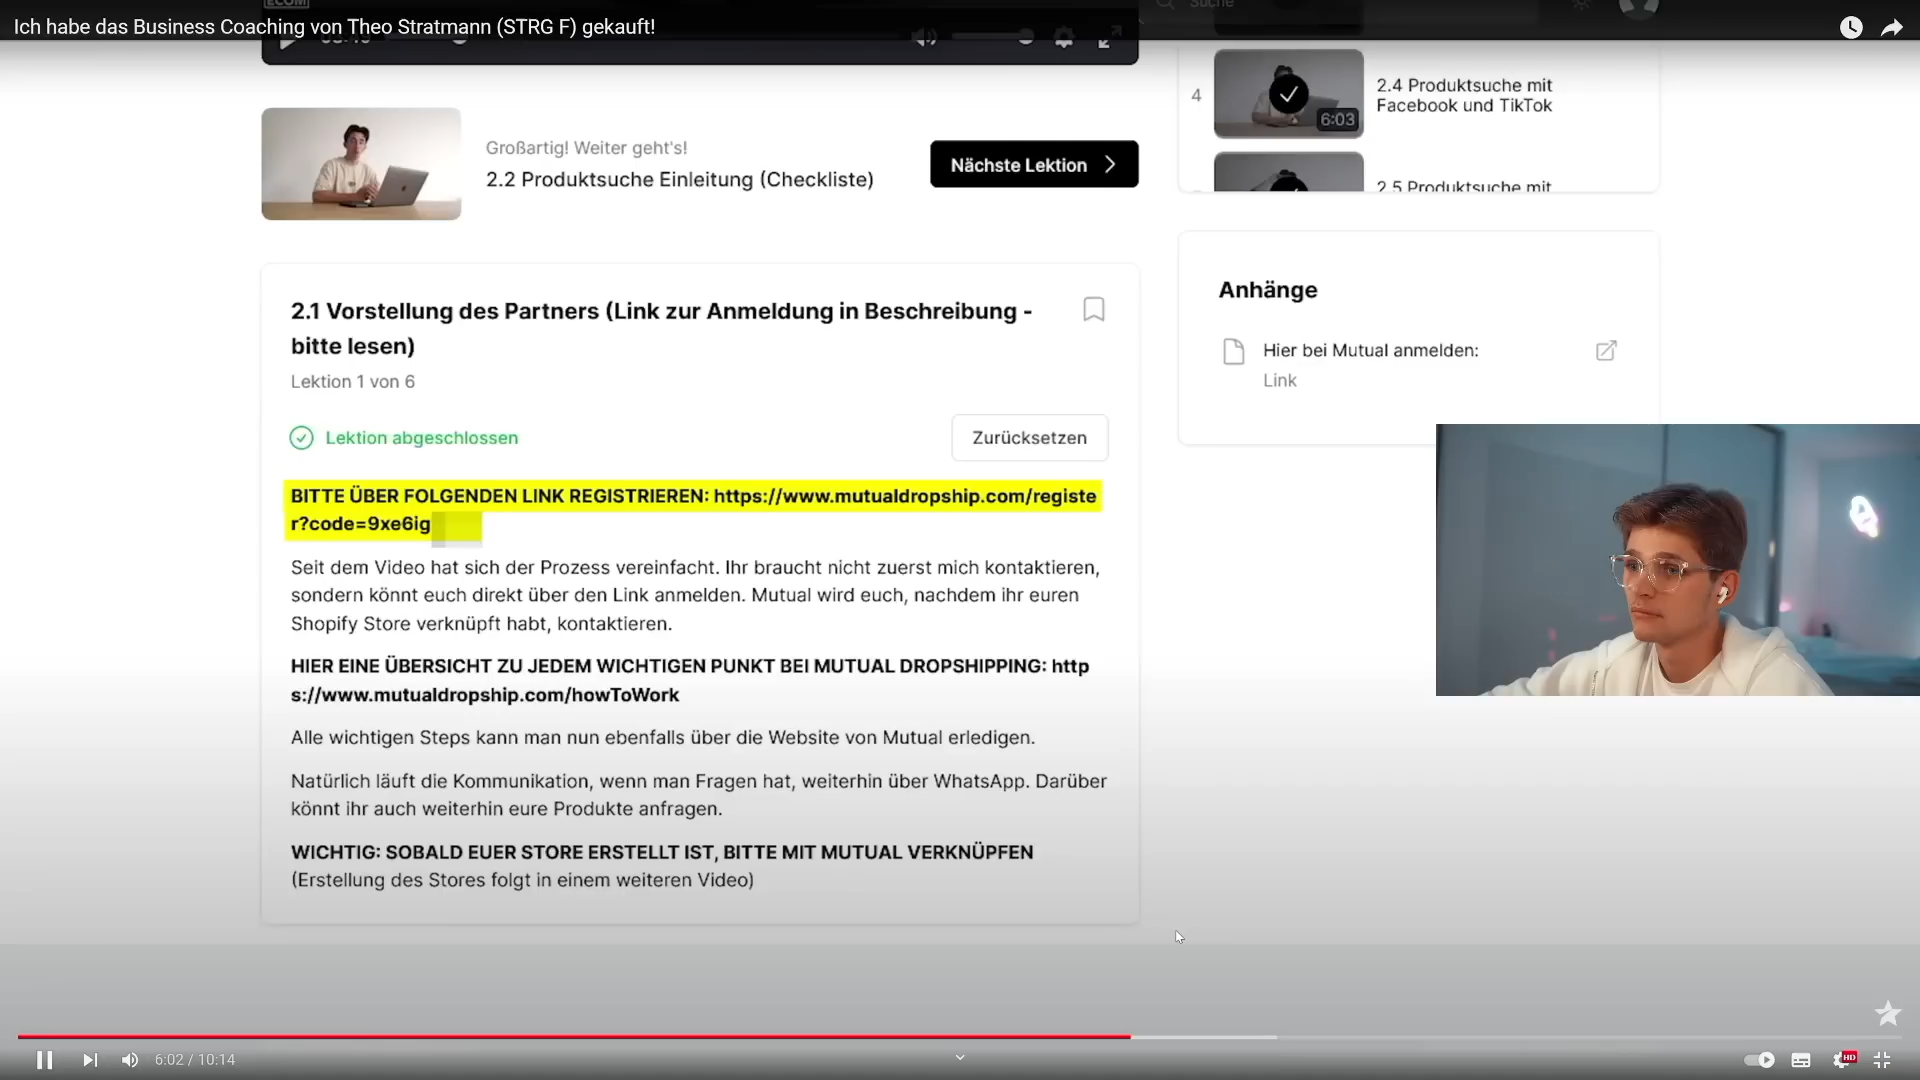 Ich habe das Business Coaching von Theo Stratmann (STRG F) gekauft!
ECOM
Suche
4
6:03
2.4 Produktsuche mit
Facebook und TikTok
2.5 Produktsuche mit
Großartig! Weiter geht's!
2.2 Produktsuche Einleitung (Checkliste)
Nächste Lektion
2.1 Vorstellung des Partners (Link zur Anmeldung in Beschreibung -
bitte lesen)
Lektion 1 von 6
Lektion abgeschlossen
Zurücksetzen
BITTE ÜBER FOLGENDEN LINK REGISTRIEREN: https://www.mutualdropship.com/registe
r?code=9xe6ig
Seit dem Video hat sich der Prozess vereinfacht. Ihr braucht nicht zuerst mich kontaktieren,
sondern könnt euch direkt über den Link anmelden. Mutual wird euch, nachdem ihr euren
Shopify Store verknüpft habt, kontaktieren.
HIER EINE ÜBERSICHT ZU JEDEM WICHTIGEN PUNKT BEI MUTUAL DROPSHIPPING: http
s://www.mutualdropship.com/howToWork
Alle wichtigen Steps kann man nun ebenfalls über die Website von Mutual erledigen.
Natürlich läuft die Kommunikation, wenn man Fragen hat, weiterhin über WhatsApp. Darüber
könnt ihr auch weiterhin eure Produkte anfragen.
WICHTIG: SOBALD EUER STORE ERSTELLT IST, BITTE MIT MUTUAL VERKNÜPFEN
(Erstellung des Stores folgt in einem weiteren Video)
Anhänge
Hier bei Mutual anmelden:
Link
6:02 / 10:14
HD